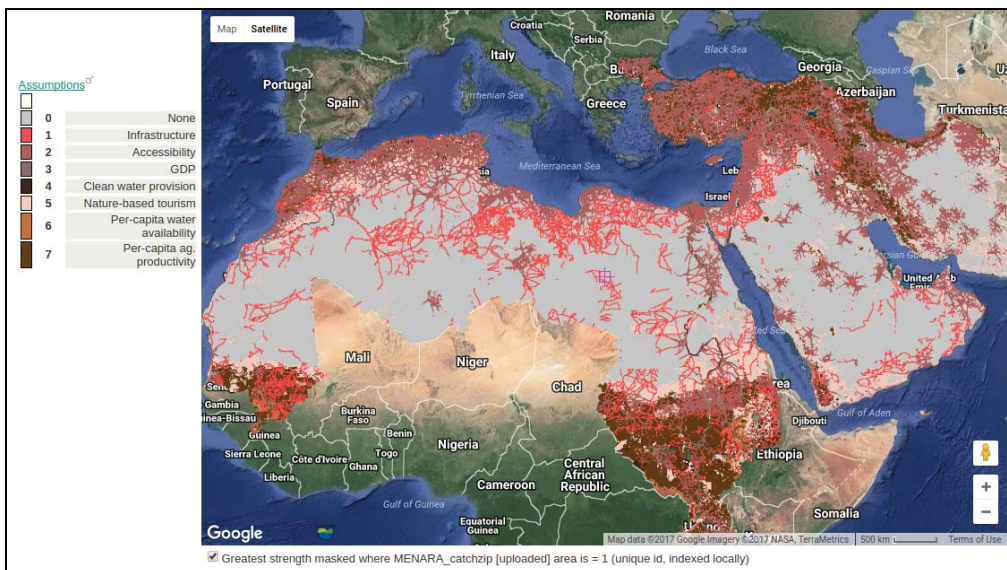 Map Satellite
Assumptions
0 None
1 Infrastructure
2 Accessibility
3 GDP
4 Clean water provision
5 Nature-based tourism
6 Per-capita water
availability
7 Per-capita ag.
productivity
Romania
Croatia
Serbia
Italy
Black Sea
Georgia
Caspian
Portugal
Spain
Tyrrhenian Sea
Greece
Azerbaijan
Turkmenista
Mediterranean Sea
Leb
Israel
United
Mali
Niger
Chad
Gambia
inea-Bissau
Guinea
Sierra Leone
Liberia
Côte d'Ivoire
Burkina
Faso
Ghana
Togo
Benin
Nigeria
Cameroon
Central
African
Republic
Ethiopia
Djibouti
Gulf of Aden
Somalia
Gulf of Guinea
Equatorial
Guinea
Google
Map data ©2017 Google Imagery ©2017 NASA, TerraMetrics 500 km Terms of Use
Greatest strength masked where MENARA_catchzip [uploaded] area is = 1 (unique id, indexed locally)